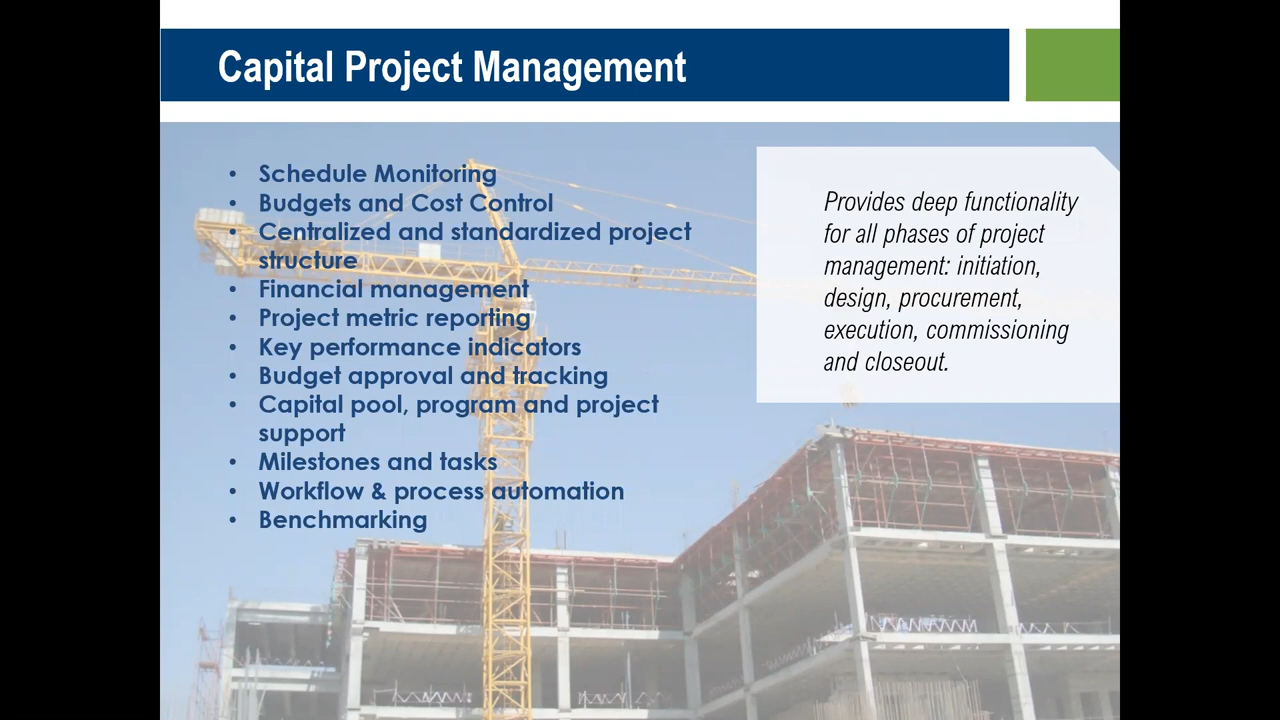 Capital Project Management
• Schedule Monitoring
• Budgets and Cost Control
• Centralized and standardized project
structure
• Financial management
• Project metric reporting
• Key performance indicators
• Budget approval and tracking
• Capital pool, program and project
support
• Milestones and tasks
• Workflow & process automation
• Benchmarking
Provides deep functionality
for all phases of project
management: initiation,
design, procurement,
execution, commissioning
and closeout.